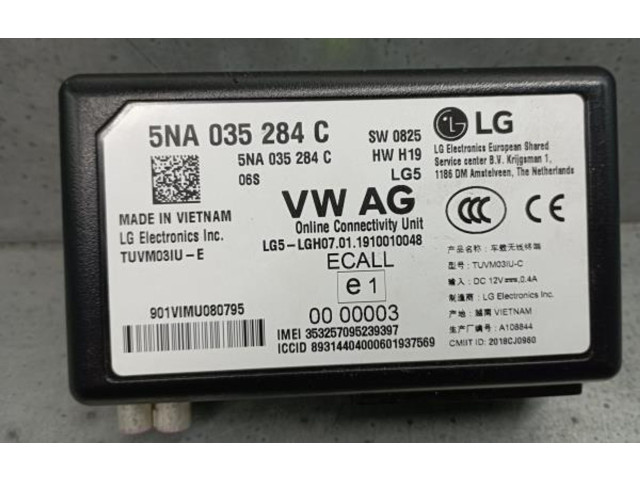 5NA 035 284 C
5NA 035 284 C
06S
SW 0825
HW H19
LG5
LG
LG Electronics European Shared
Service center B.V. Krijgsman 1,
1186 DM Amstelveen, The Netherlands
MADE IN VIETNAM
LG Electronics Inc.
TUVM03IU-E
901VIMU080795
VW AG
Online Connectivity Unit
LG5-LGH07.01.1910010048
ECALL
e1
00 00003
IMEI 353257095239397
ICCID 89314404000601937569
CCC
CE
产品名称：车载无线终端
型号：TUVM03IU-C
输入：DC 12V⎓, 0.4A
制造商：LG Electronics Inc.
产地：越南 VIETNAM
生产厂编号：A108844
CMIIT ID: 2018CJ0960